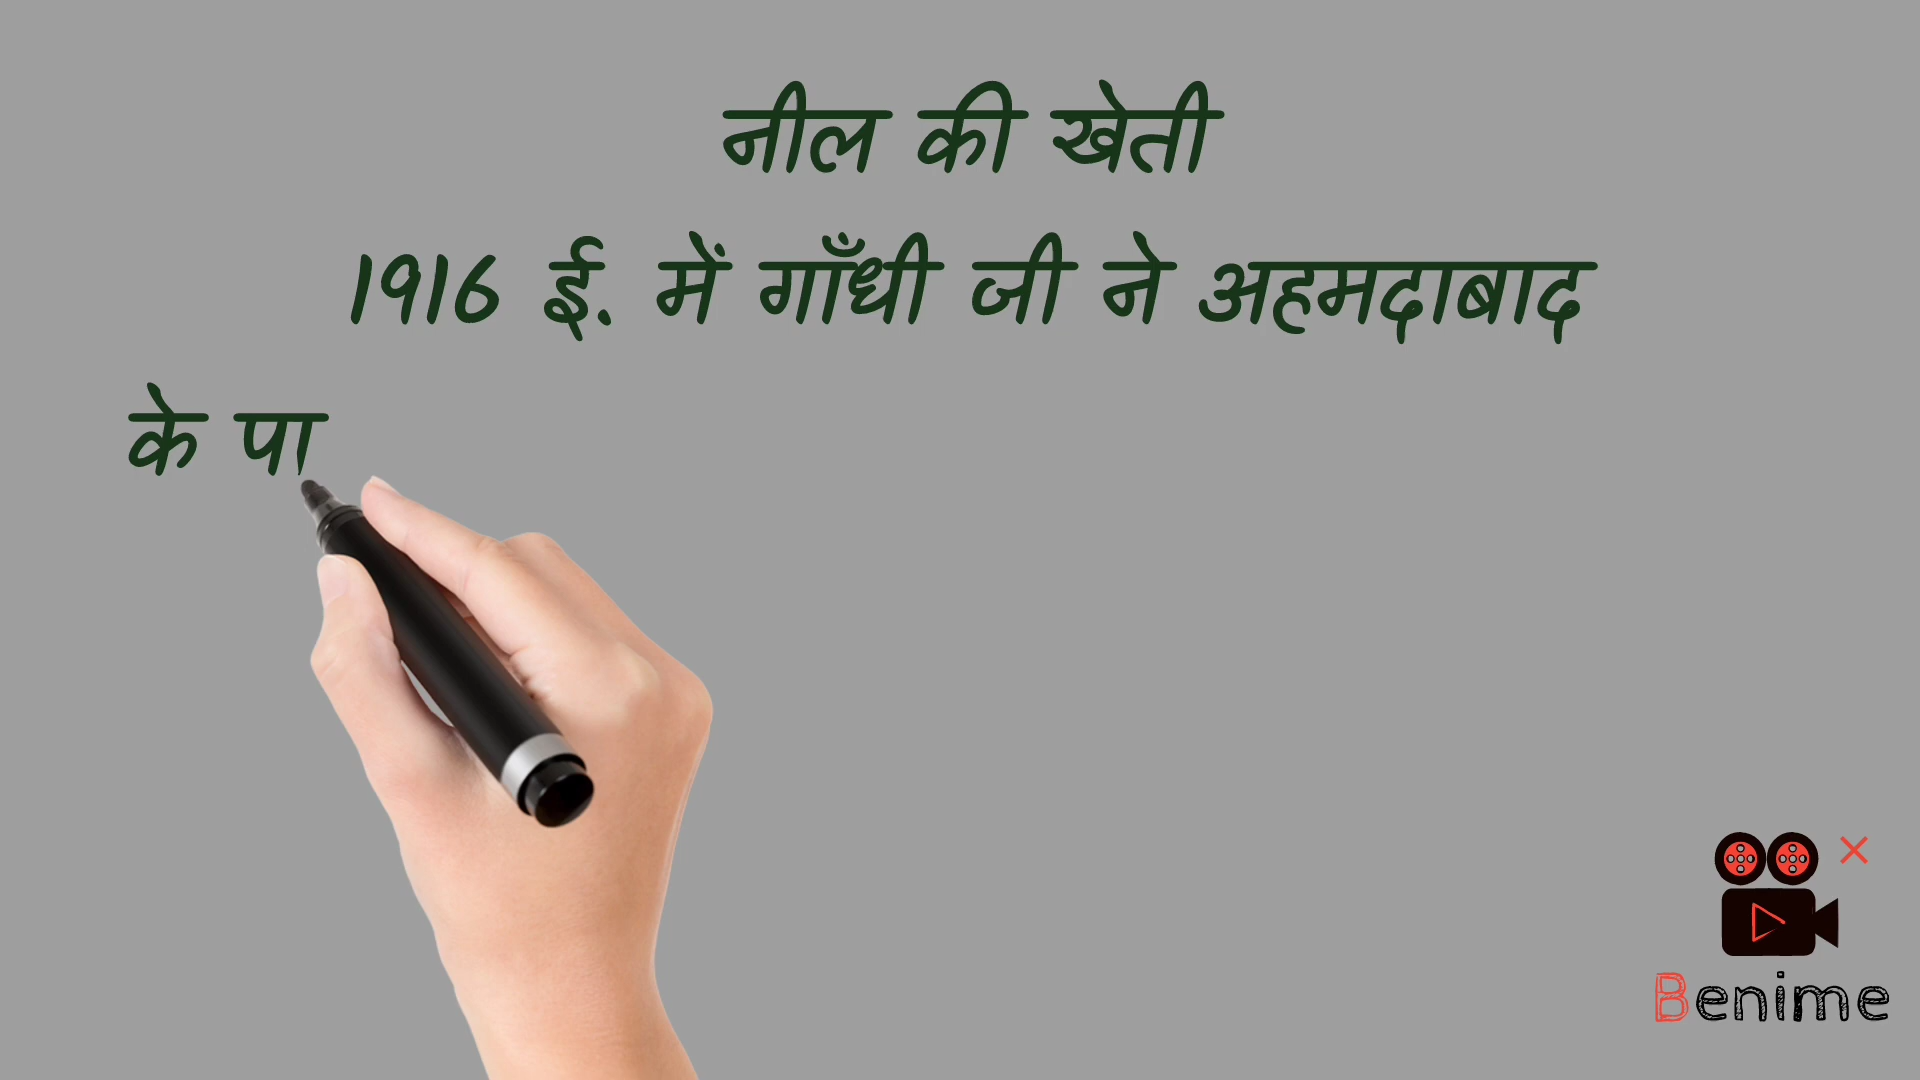 नील की खेती
1916 ई. में गाँधी जी ने अहमदाबाद
के पा
Benime